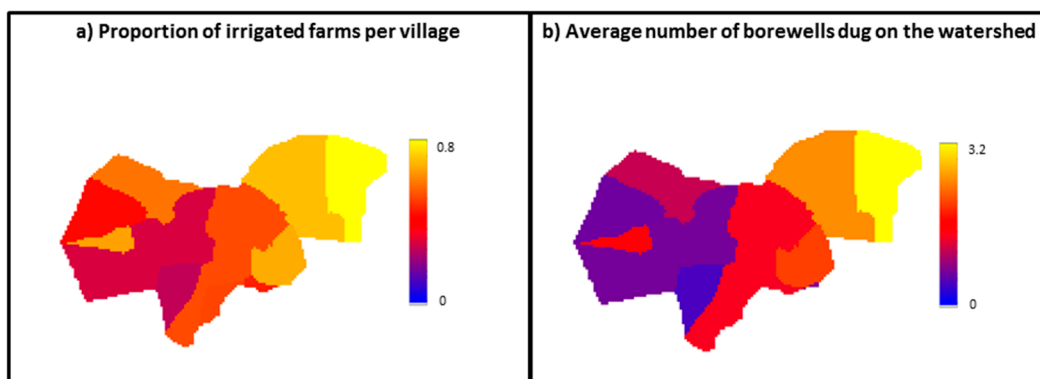 a) Proportion of irrigated farms per village
0.8
0
b) Average number of borewells dug on the watershed
3.2
0